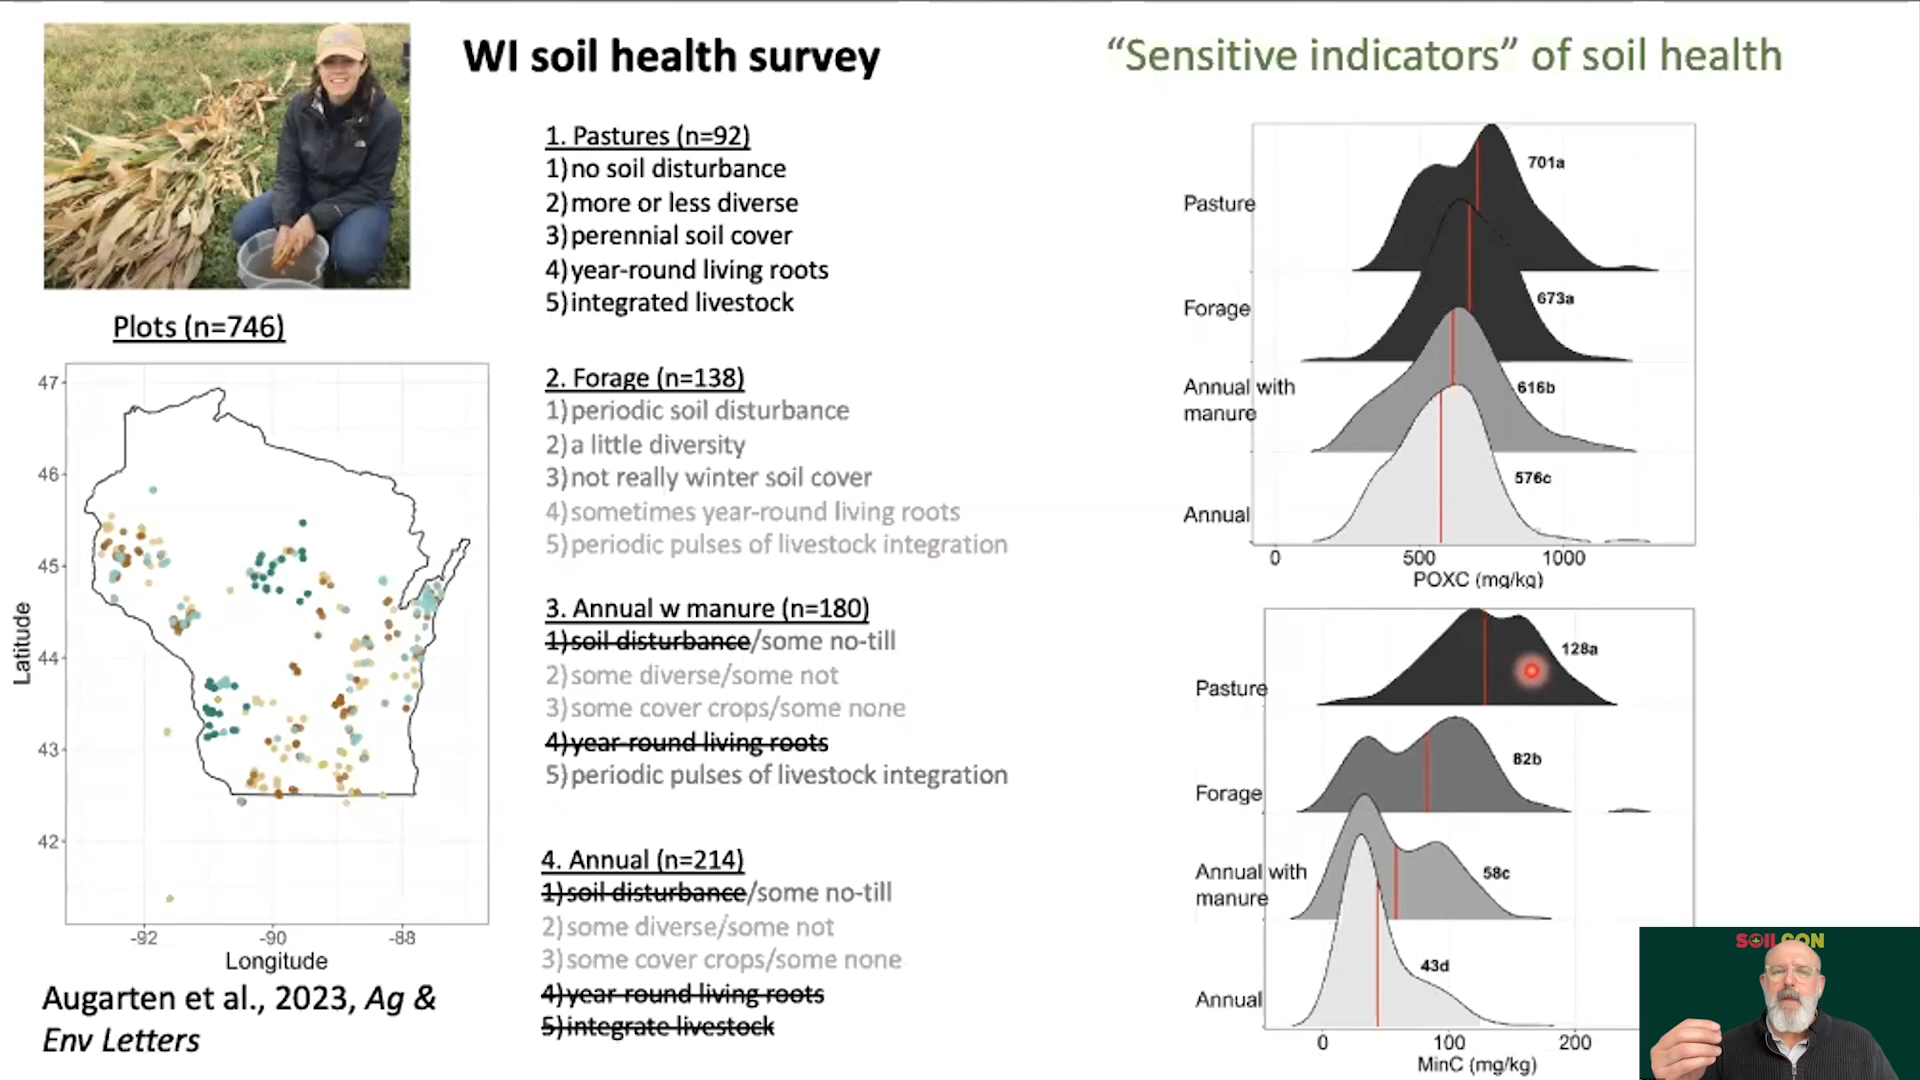 WI soil health survey
“Sensitive indicators” of soil health
Plots (n=746)
47
46
45
44
43
42
Latitude
-92
-90
-88
Longitude
Augarten et al., 2023, Ag &
Env Letters
1. Pastures (n=92)
1) no soil disturbance
2) more or less diverse
3) perennial soil cover
4) year-round living roots
5) integrated livestock
2. Forage (n=138)
1) periodic soil disturbance
2) a little diversity
3) not really winter soil cover
4) sometimes year-round living roots
5) periodic pulses of livestock integration
3. Annual w manure (n=180)
1) soil disturbance/some no-till
2) some diverse/some not
3) some cover crops/some none
4) year-round living roots
5) periodic pulses of livestock integration
4. Annual (n=214)
1) soil disturbance/some no-till
2) some diverse/some not
3) some cover crops/some none
4) year-round living roots
5) integrate livestock
Pasture
701a
Forage
673a
Annual with
manure
616b
Annual
576c
0
500
1000
POXC (mg/kg)
Pasture
128a
Forage
82b
Annual with
manure
58c
Annual
43d
0
100
200
MinC (mg/kg)
SOILCON